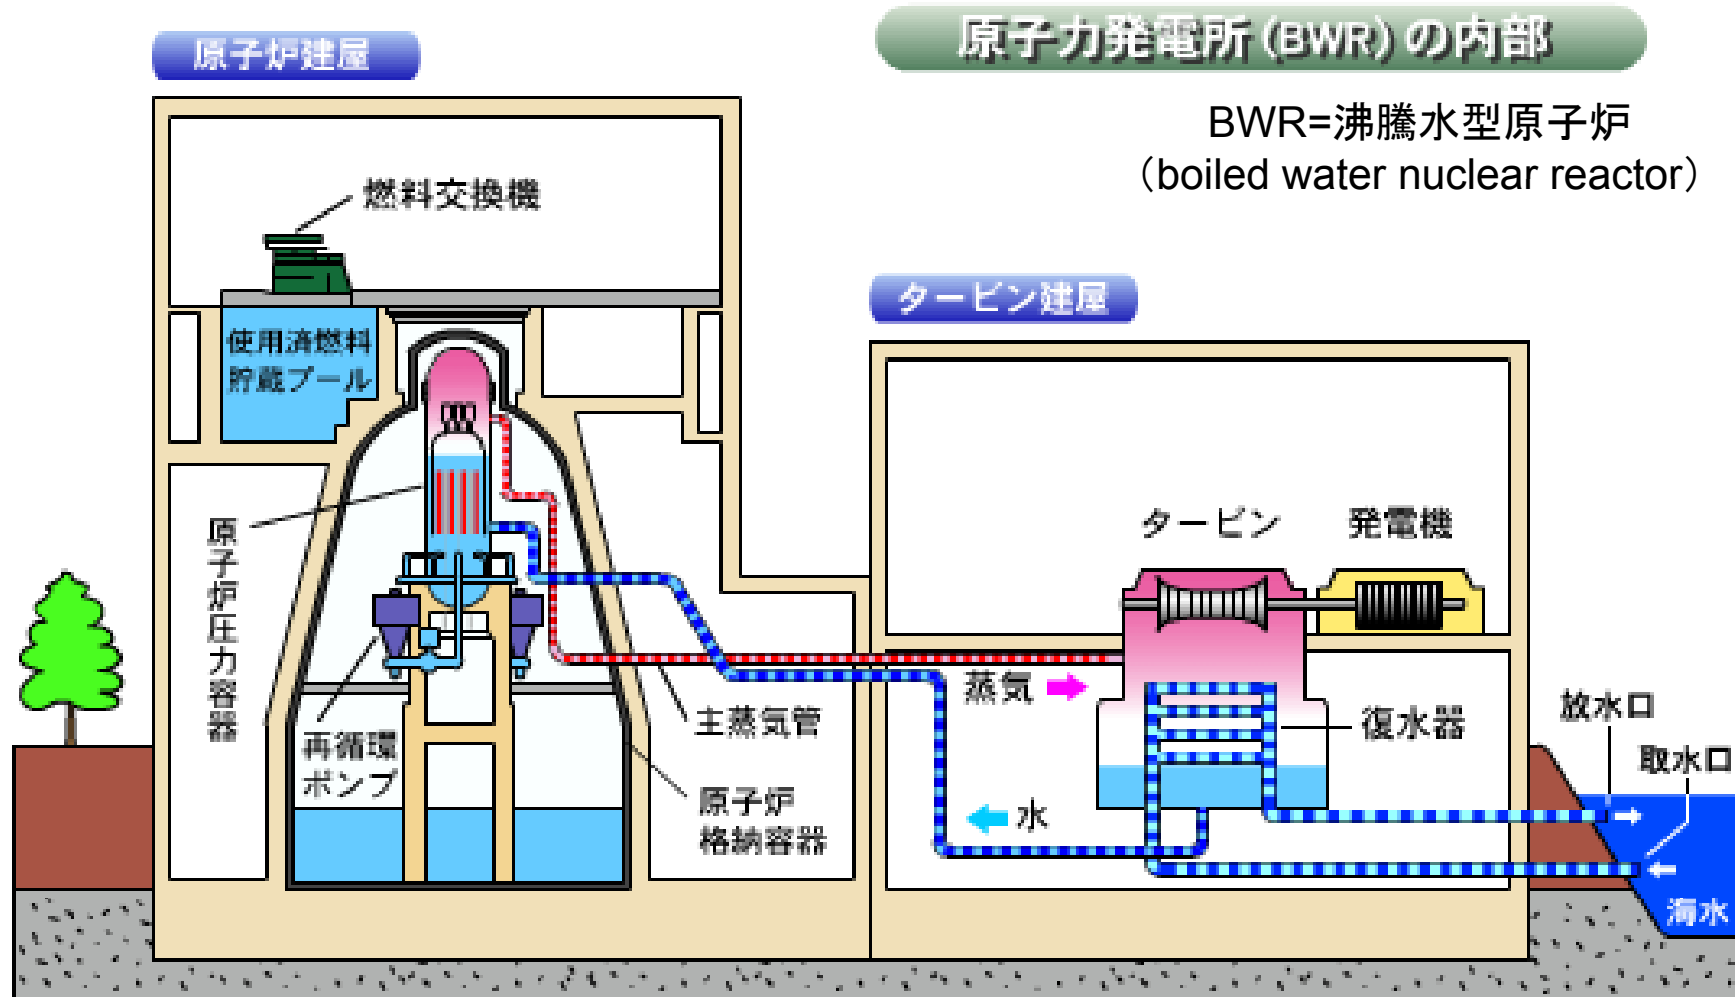 原子炉建屋
原子力発電所(BWR)の内部
BWR=沸騰水型原子炉
（boiled water nuclear reactor）
燃料交換機
タービン建屋
使用済燃料
貯蔵プール
原子炉圧力容器
タービン
発電機
蒸気
主蒸気管
復水器
放水口
取水口
再循環
ポンプ
原子炉
格納容器
水
海水